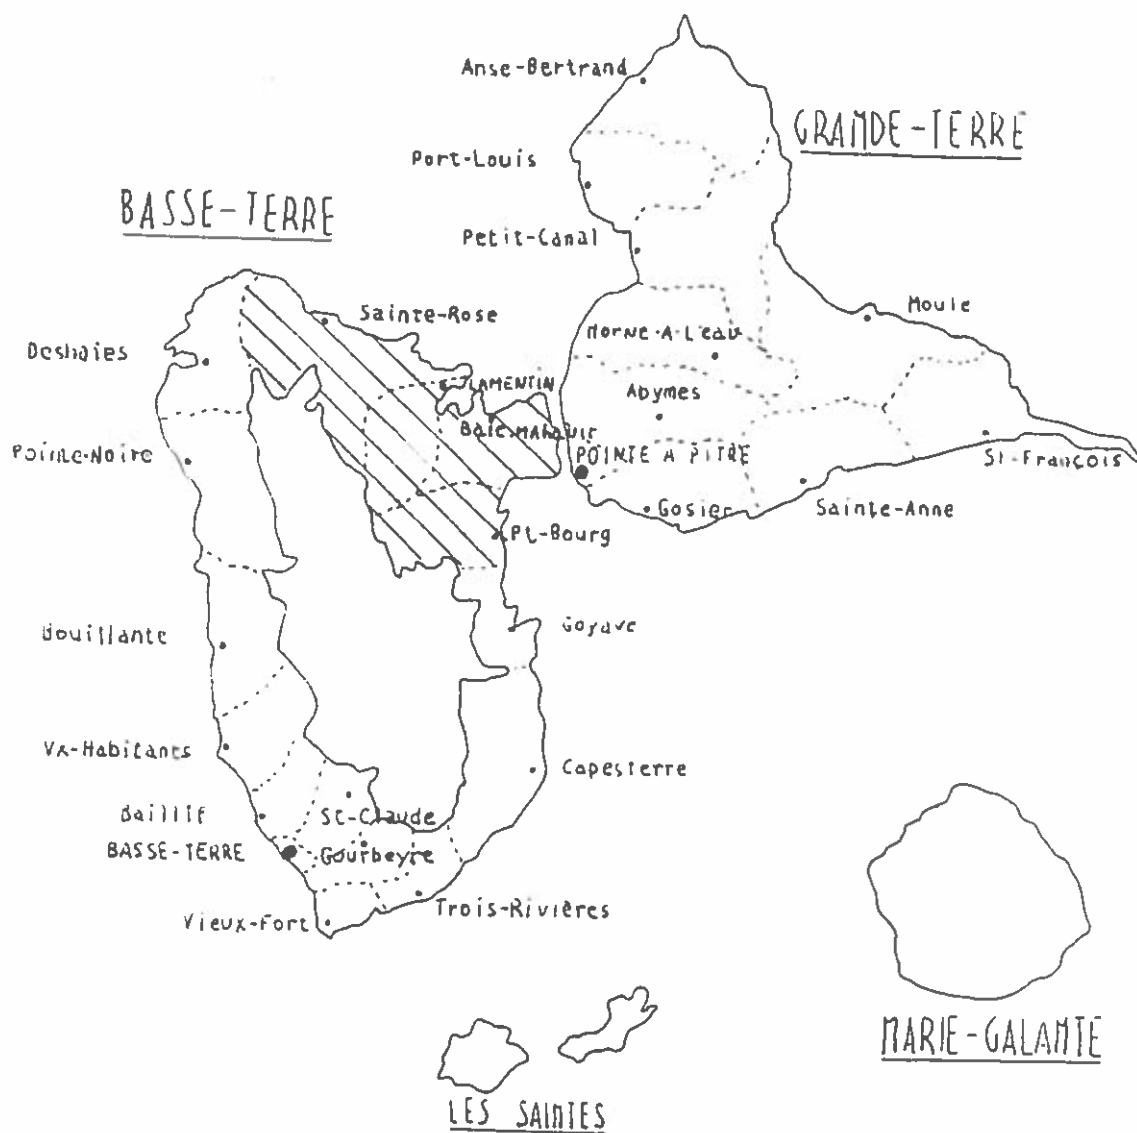 Anse-Bertrand
GRANDE-TERRE
Port-Louis
BASSE-TERRE
Petit-Canal
Sainte-Rose
Moule
Deshaies
MORNE-A-L'EAU
LAMENTIN
Abymes
Baie-MAhAuIT
Pointe-Noire
POINTE A PITRE
St-François
Gosier
Sainte-Anne
Pt-Bourg
Goyave
Bouillante
Vx-Habitants
Capesterre
BaillIF
St-Claude
BASSE-TERRE
Gourbeyre
Trois-Rivières
Vieux-Fort
MARIE-GALANTE
LES SAINTES